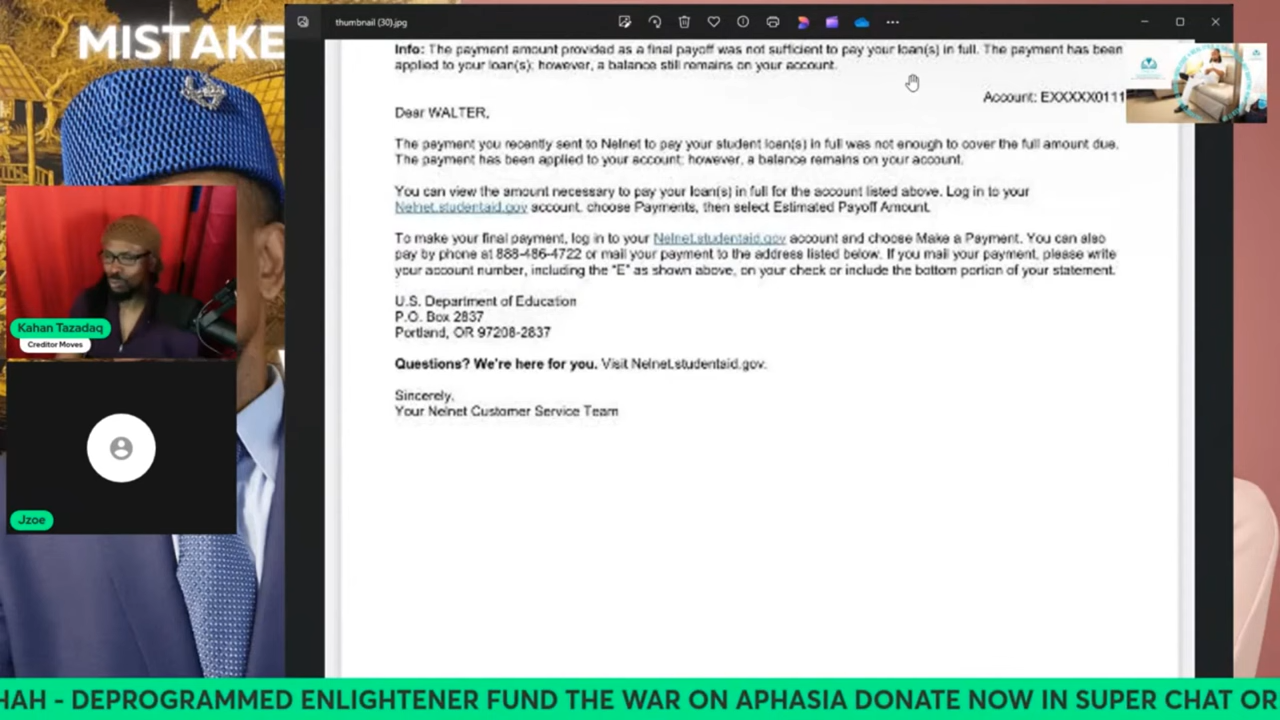 MISTAKE
thumbnail (30).jpg
Info: The payment amount provided as a final payoff was not sufficient to pay your loan(s) in full. The payment has been
applied to your loan(s); however, a balance still remains on your account.
Account: EXXXXX0111
Dear WALTER,
The payment you recently sent to Nelnet to pay your student loan(s) in full was not enough to cover the full amount due.
The payment has been applied to your account; however, a balance remains on your account.
You can view the amount necessary to pay your loan(s) in full for the account listed above. Log in to your
Nelnet.studentaid.gov account, choose Payments, then select Estimated Payoff Amount.
To make your final payment, log in to your Nelnet.studentaid.gov account and choose Make a Payment. You can also
pay by phone at 888-486-4722 or mail your payment to the address listed below. If you mail your payment, please write
your account number, including the "E" as shown above, on your check or include the bottom portion of your statement.
U.S. Department of Education
P.O. Box 2837
Portland, OR 97208-2837
Questions? We're here for you. Visit Nelnet.studentaid.gov.
Sincerely,
Your Nelnet Customer Service Team
Kahan Tazadaq
Creditor Moves
Jzoe
HAH - DEPROGRAMMED ENLIGHTENER FUND THE WAR ON APHASIA DONATE NOW IN SUPER CHAT OR